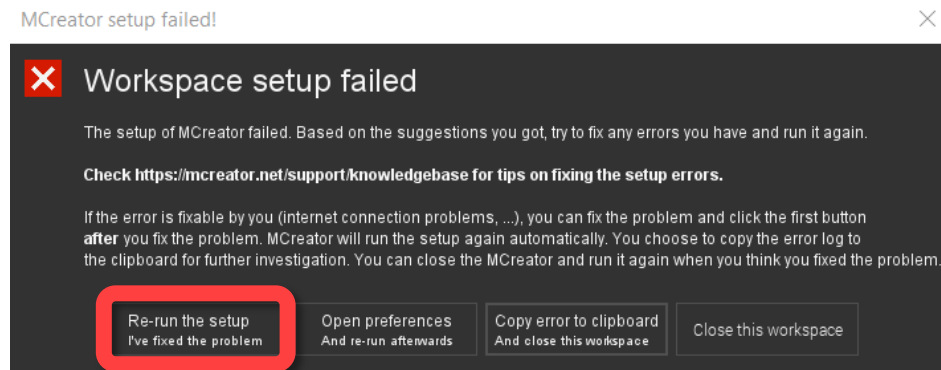 MCreator setup failed!
Workspace setup failed
The setup of MCreator failed. Based on the suggestions you got, try to fix any errors you have and run it again.
Check https://mcreator.net/support/knowledgebase for tips on fixing the setup errors.
If the error is fixable by you (internet connection problems, ...), you can fix the problem and click the first button
after you fix the problem. MCreator will run the setup again automatically. You choose to copy the error log to
the clipboard for further investigation. You can close the MCreator and run it again when you think you fixed the problem.
Re-run the setup
I've fixed the problem
Open preferences
And re-run afterwards
Copy error to clipboard
And close this workspace
Close this workspace